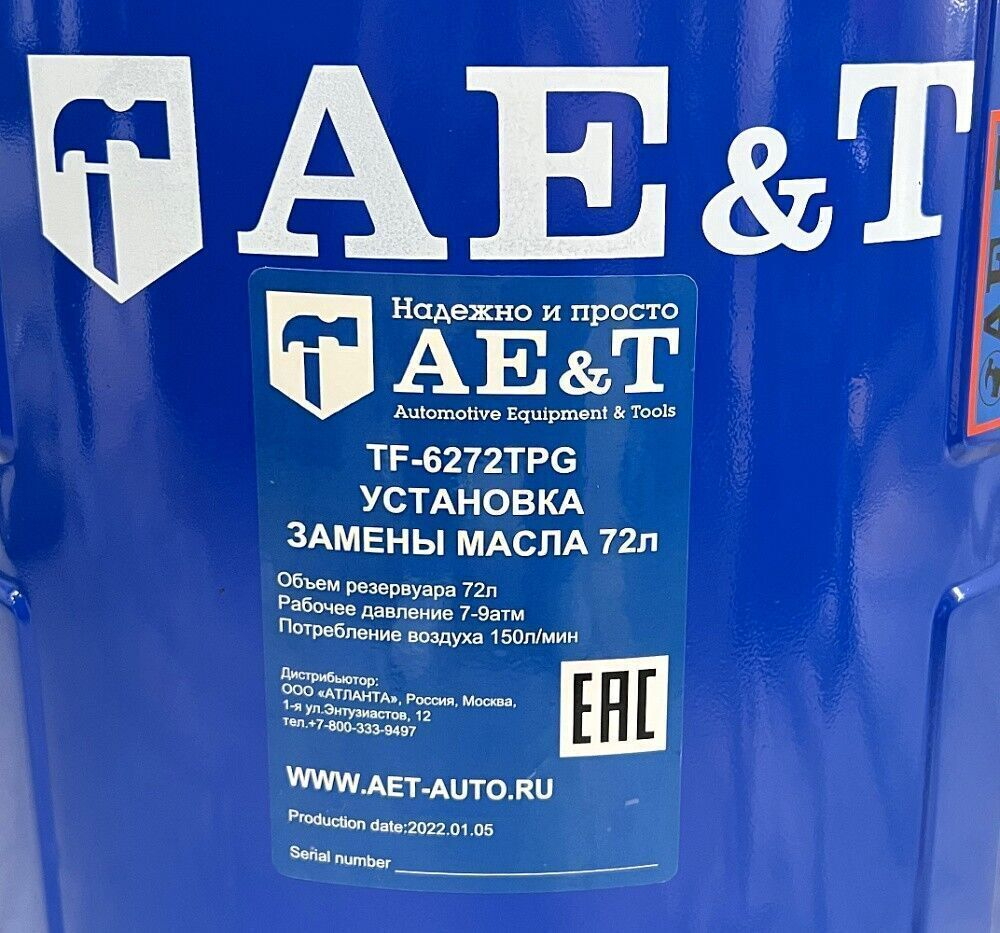 AE&T
Надежно и просто
AE&T
Automotive Equipment & Tools
TF-6272TPG
УСТАНОВКА
ЗАМЕНЫ МАСЛА 72л
Объем резервуара 72л
Рабочее давление 7-9атм
Потребление воздуха 150л/мин
Дистрибьютор:
ООО «АТЛАНТА», Россия, Москва,
1-я ул.Энтузиастов, 12
тел.+7-800-333-9497
EAC
WWW.AET-AUTO.RU
Production date:2022.01.05
Serial number